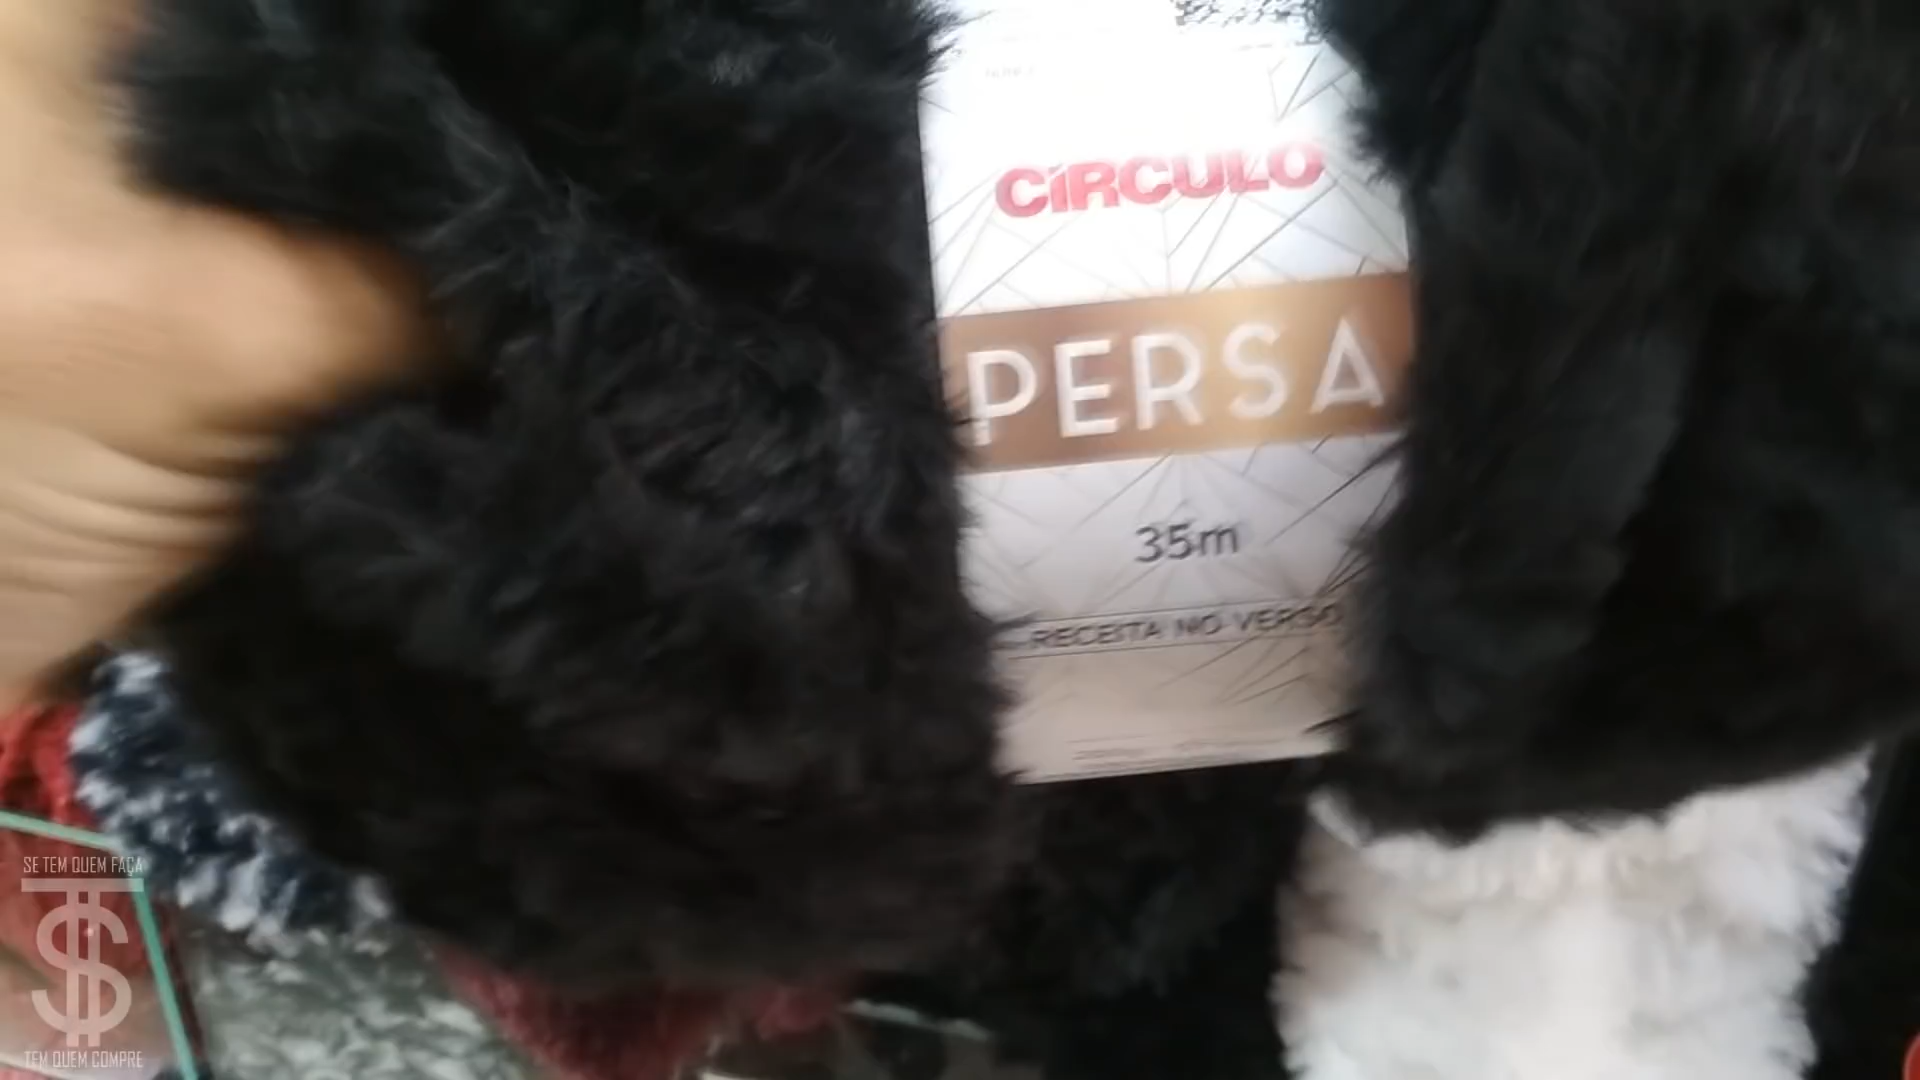 CÍRCULO
PERSA
35m
RECEITA NO VERSO
SE TEM QUEM FAÇA
TEM QUEM COMPRE